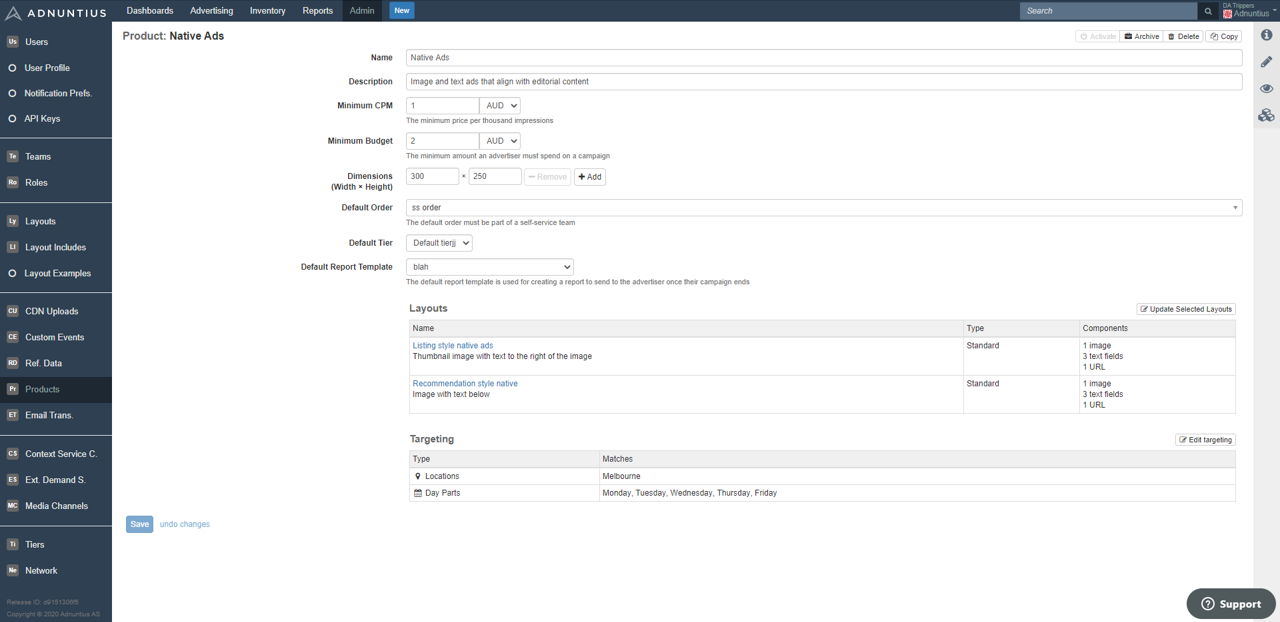 ADNUNTIUS
Dashboards
Advertising
Inventory
Reports
Admin
New
Search
DA Trippers
Adnuntius
Us Users
User Profile
Notification Prefs.
API Keys
Te Teams
Ro Roles
Ly Layouts
LI Layout Includes
Layout Examples
CU CDN Uploads
CE Custom Events
RD Ref. Data
Pr Products
ET Email Trans.
CS Context Service C.
ES Ext. Demand S.
MC Media Channels
Ti Tiers
Ne Network
Release ID: d9151306f5
Copyright © 2020 Adnuntius AS.
Product: Native Ads
Activate
Archive
Delete
Copy
Name
Native Ads
Description
Image and text ads that align with editorial content
Minimum CPM
1
AUD
The minimum price per thousand impressions
Minimum Budget
2
AUD
The minimum amount an advertiser must spend on a campaign
Dimensions
(Width × Height)
300 × 250
Remove
Add
Default Order
ss order
The default order must be part of a self-service team
Default Tier
Default tierjj
Default Report Template
blah
The default report template is used for creating a report to send to the advertiser once their campaign ends
Layouts
Update Selected Layouts
Name Type Components
Listing style native ads Standard 1 image
Thumbnail image with text to the right of the image 3 text fields
1 URL
Recommendation style native Standard 1 image
Image with text below 3 text fields
1 URL
Targeting
Edit targeting
Type Matches
Locations Melbourne
Day Parts Monday, Tuesday, Wednesday, Thursday, Friday
Save
undo changes
Support